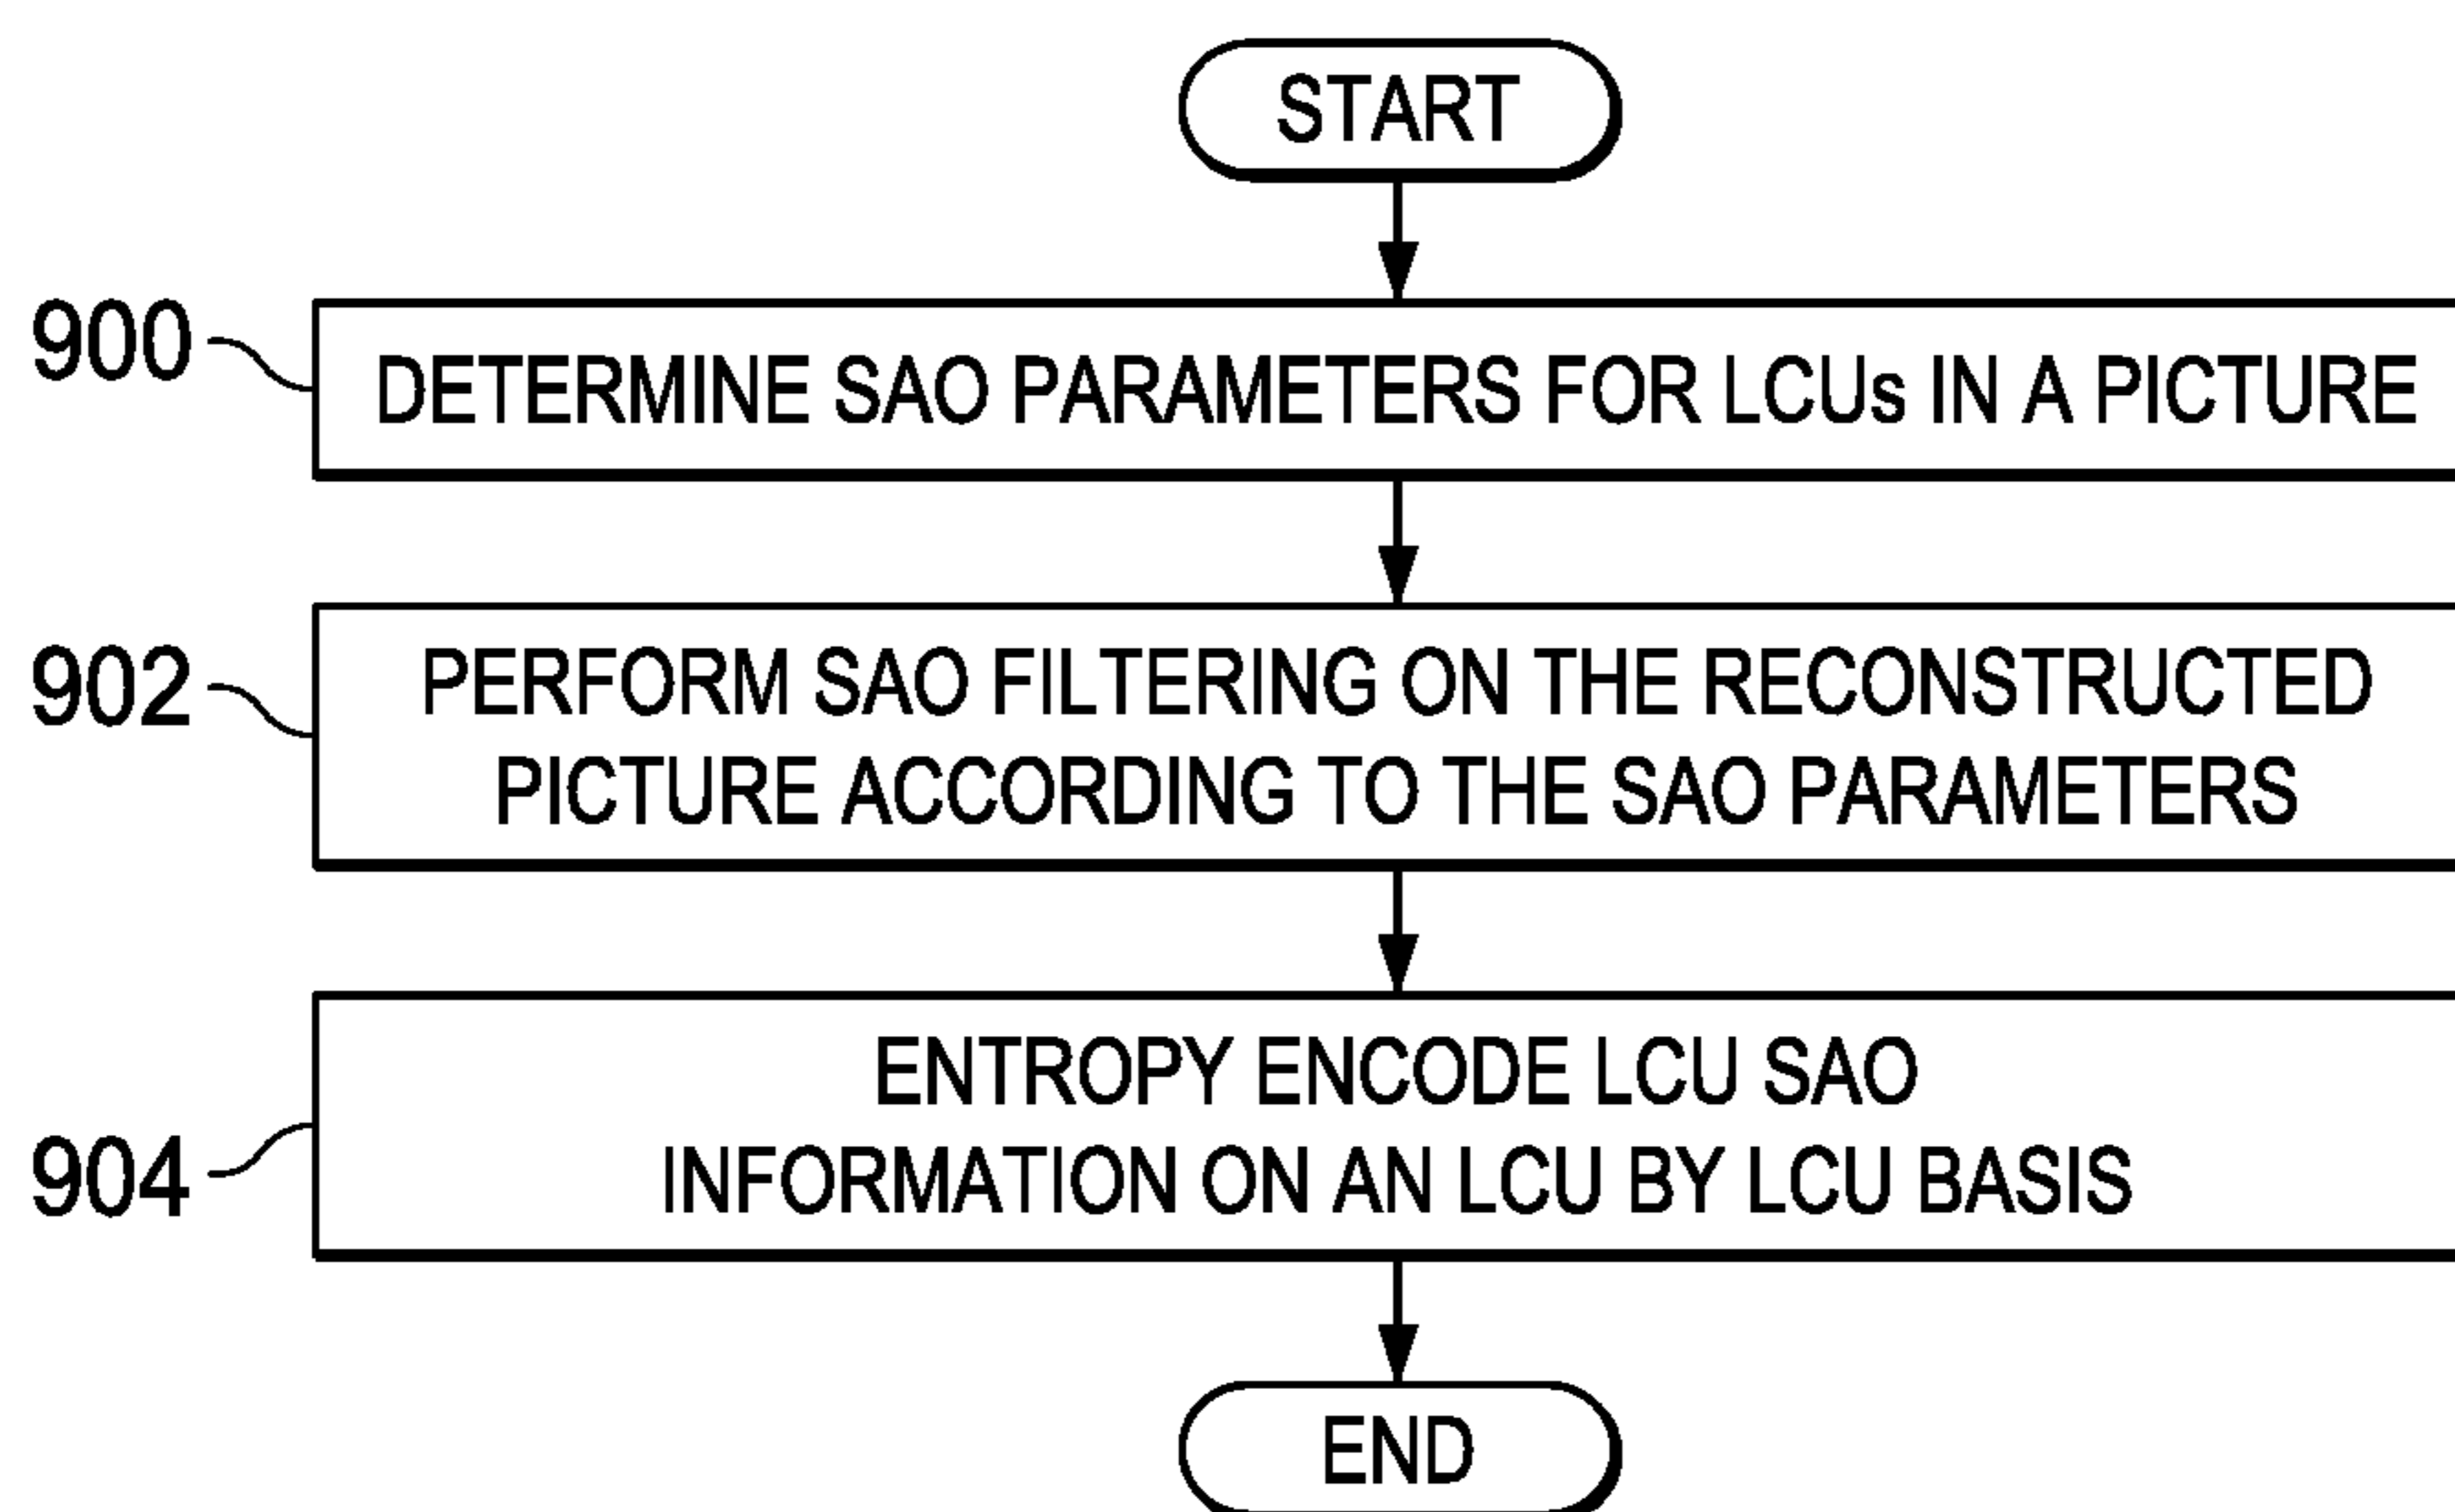 START
900
DETERMINE SAO PARAMETERS FOR LCUs IN A PICTURE
902
PERFORM SAO FILTERING ON THE RECONSTRUCTED
PICTURE ACCORDING TO THE SAO PARAMETERS
904
ENTROPY ENCODE LCU SAO
INFORMATION ON AN LCU BY LCU BASIS
END